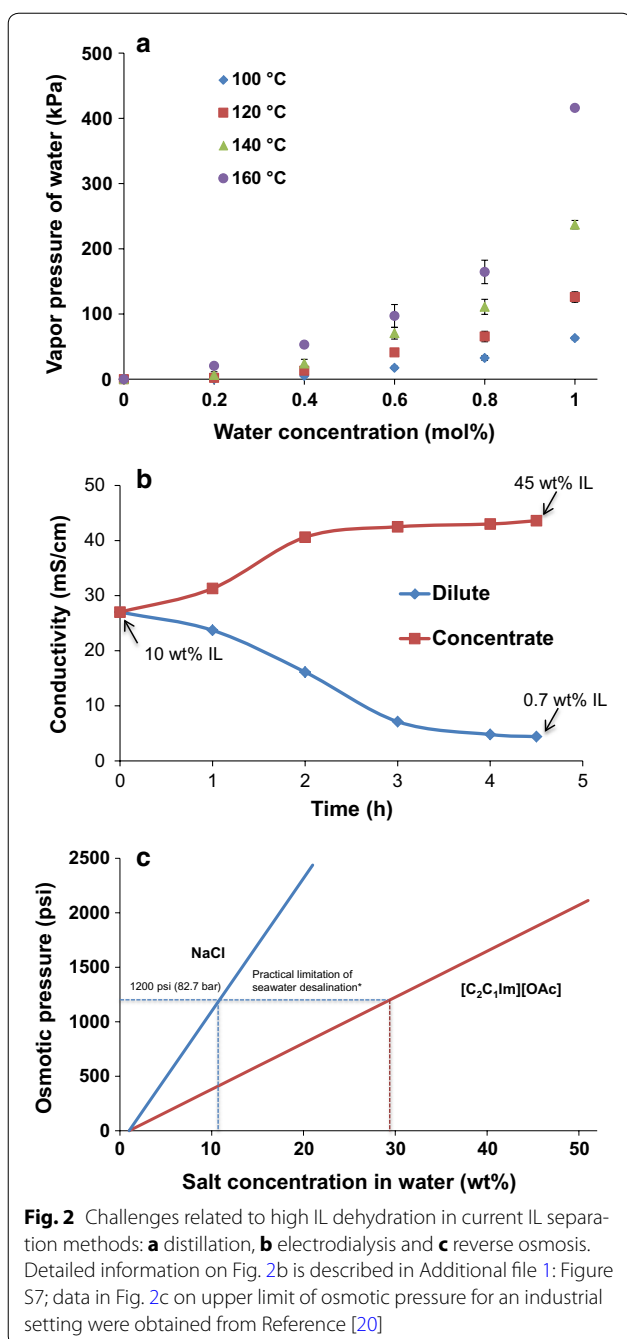 a
100 °C
120 °C
140 °C
160 °C
Vapor pressure of water (kPa)
500
400
300
200
100
0
0 0.2 0.4 0.6 0.8 1
Water concentration (mol%)
b
45 wt% IL
Dilute
Concentrate
10 wt% IL
0.7 wt% IL
Conductivity (mS/cm)
50
40
30
20
10
0
0 1 2 3 4 5
Time (h)
c
NaCl
1200 psi (82.7 bar)
Practical limitation of
seawater desalination*
[C₂C₁Im][OAc]
Osmotic pressure (psi)
2500
2000
1500
1000
500
0
0 10 20 30 40 50
Salt concentration in water (wt%)
Fig. 2 Challenges related to high IL dehydration in current IL separa-
tion methods: a distillation, b electrodialysis and c reverse osmosis.
Detailed information on Fig. 2b is described in Additional file 1: Figure
S7; data in Fig. 2c on upper limit of osmotic pressure for an industrial
setting were obtained from Reference [20]